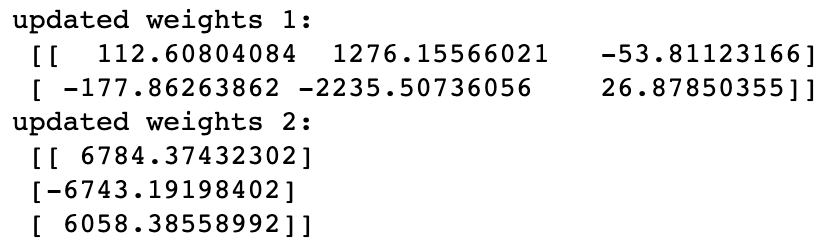 updated weights 1:
[[ 112.60804084 1276.15566021 -53.81123166]
[ -177.86263862 -2235.50736056 26.87850355]]
updated weights 2:
[[ 6784.37432302]
[-6743.19198402]
[ 6058.38558992]]